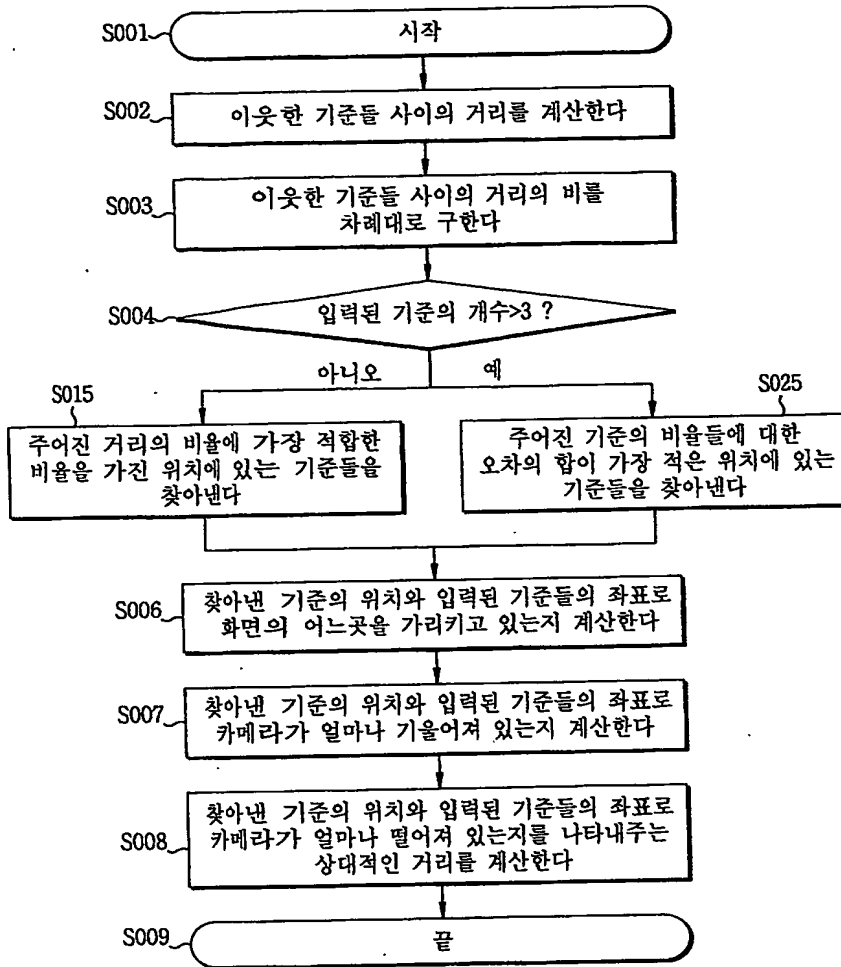 S001
시작
S002
이웃한 기준들 사이의 거리를 계산한다
S003
이웃한 기준들 사이의 거리의 비를
차례대로 구한다
S004
입력된 기준의 개수>3 ?
아니오
예
S015
주어진 거리의 비율에 가장 적합한
비율을 가진 위치에 있는 기준들을
찾아낸다
S025
주어진 기준의 비율들에 대한
오차의 합이 가장 적은 위치에 있는
기준들을 찾아낸다
S006
찾아낸 기준의 위치와 입력된 기준들의 좌표로
화면의 어느곳을 가리키고 있는지 계산한다
S007
찾아낸 기준의 위치와 입력된 기준들의 좌표로
카메라가 얼마나 기울어져 있는지 계산한다
S008
찾아낸 기준의 위치와 입력된 기준들의 좌표로
카메라가 얼마나 떨어져 있는지를 나타내주는
상대적인 거리를 계산한다
S009
끝